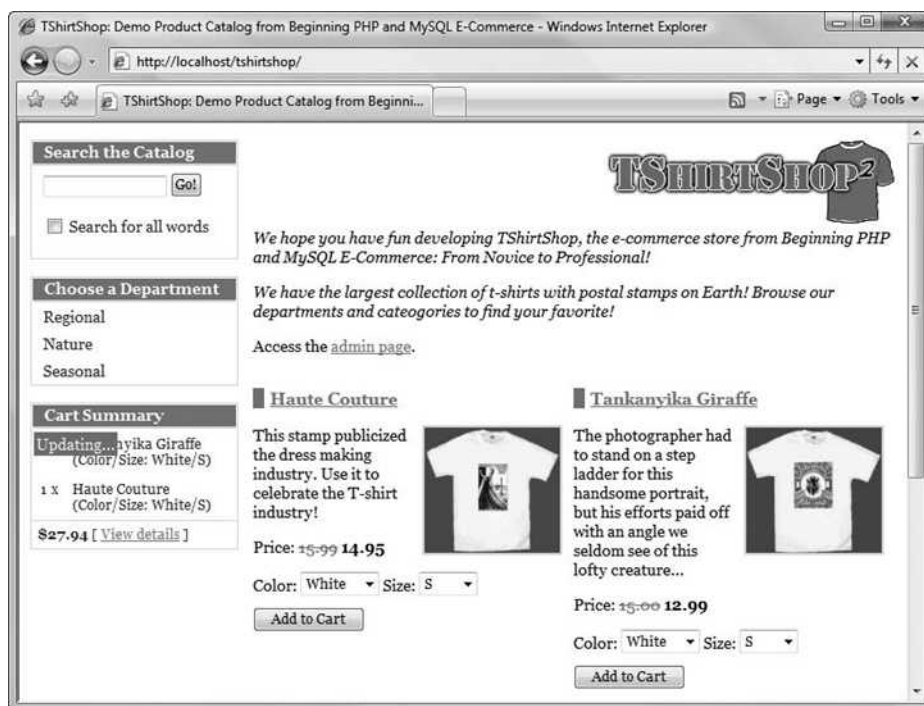 TShirtShop: Demo Product Catalog from Beginning PHP and MySQL E-Commerce - Windows Internet Explorer
http://localhost/tshirtshop/
TShirtShop: Demo Product Catalog from Beginni...
Page
Tools
Search the Catalog
Go!
Search for all words
Choose a Department
Regional
Nature
Seasonal
Cart Summary
Updating...nyika Giraffe
(Color/Size: White/S)
1 x Haute Couture
(Color/Size: White/S)
$27.94 [ View details ]
TShirtShop²
We hope you have fun developing TShirtShop, the e-commerce store from Beginning PHP
and MySQL E-Commerce: From Novice to Professional!
We have the largest collection of t-shirts with postal stamps on Earth! Browse our
departments and cateogories to find your favorite!
Access the admin page.
Haute Couture
This stamp publicized
the dress making
industry. Use it to
celebrate the T-shirt
industry!
Price: 15.99 14.95
Color: White Size: S
Add to Cart
Tankanyika Giraffe
The photographer had
to stand on a step
ladder for this
handsome portrait,
but his efforts paid off
with an angle we
seldom see of this
lofty creature...
Price: 15.00 12.99
Color: White Size: S
Add to Cart